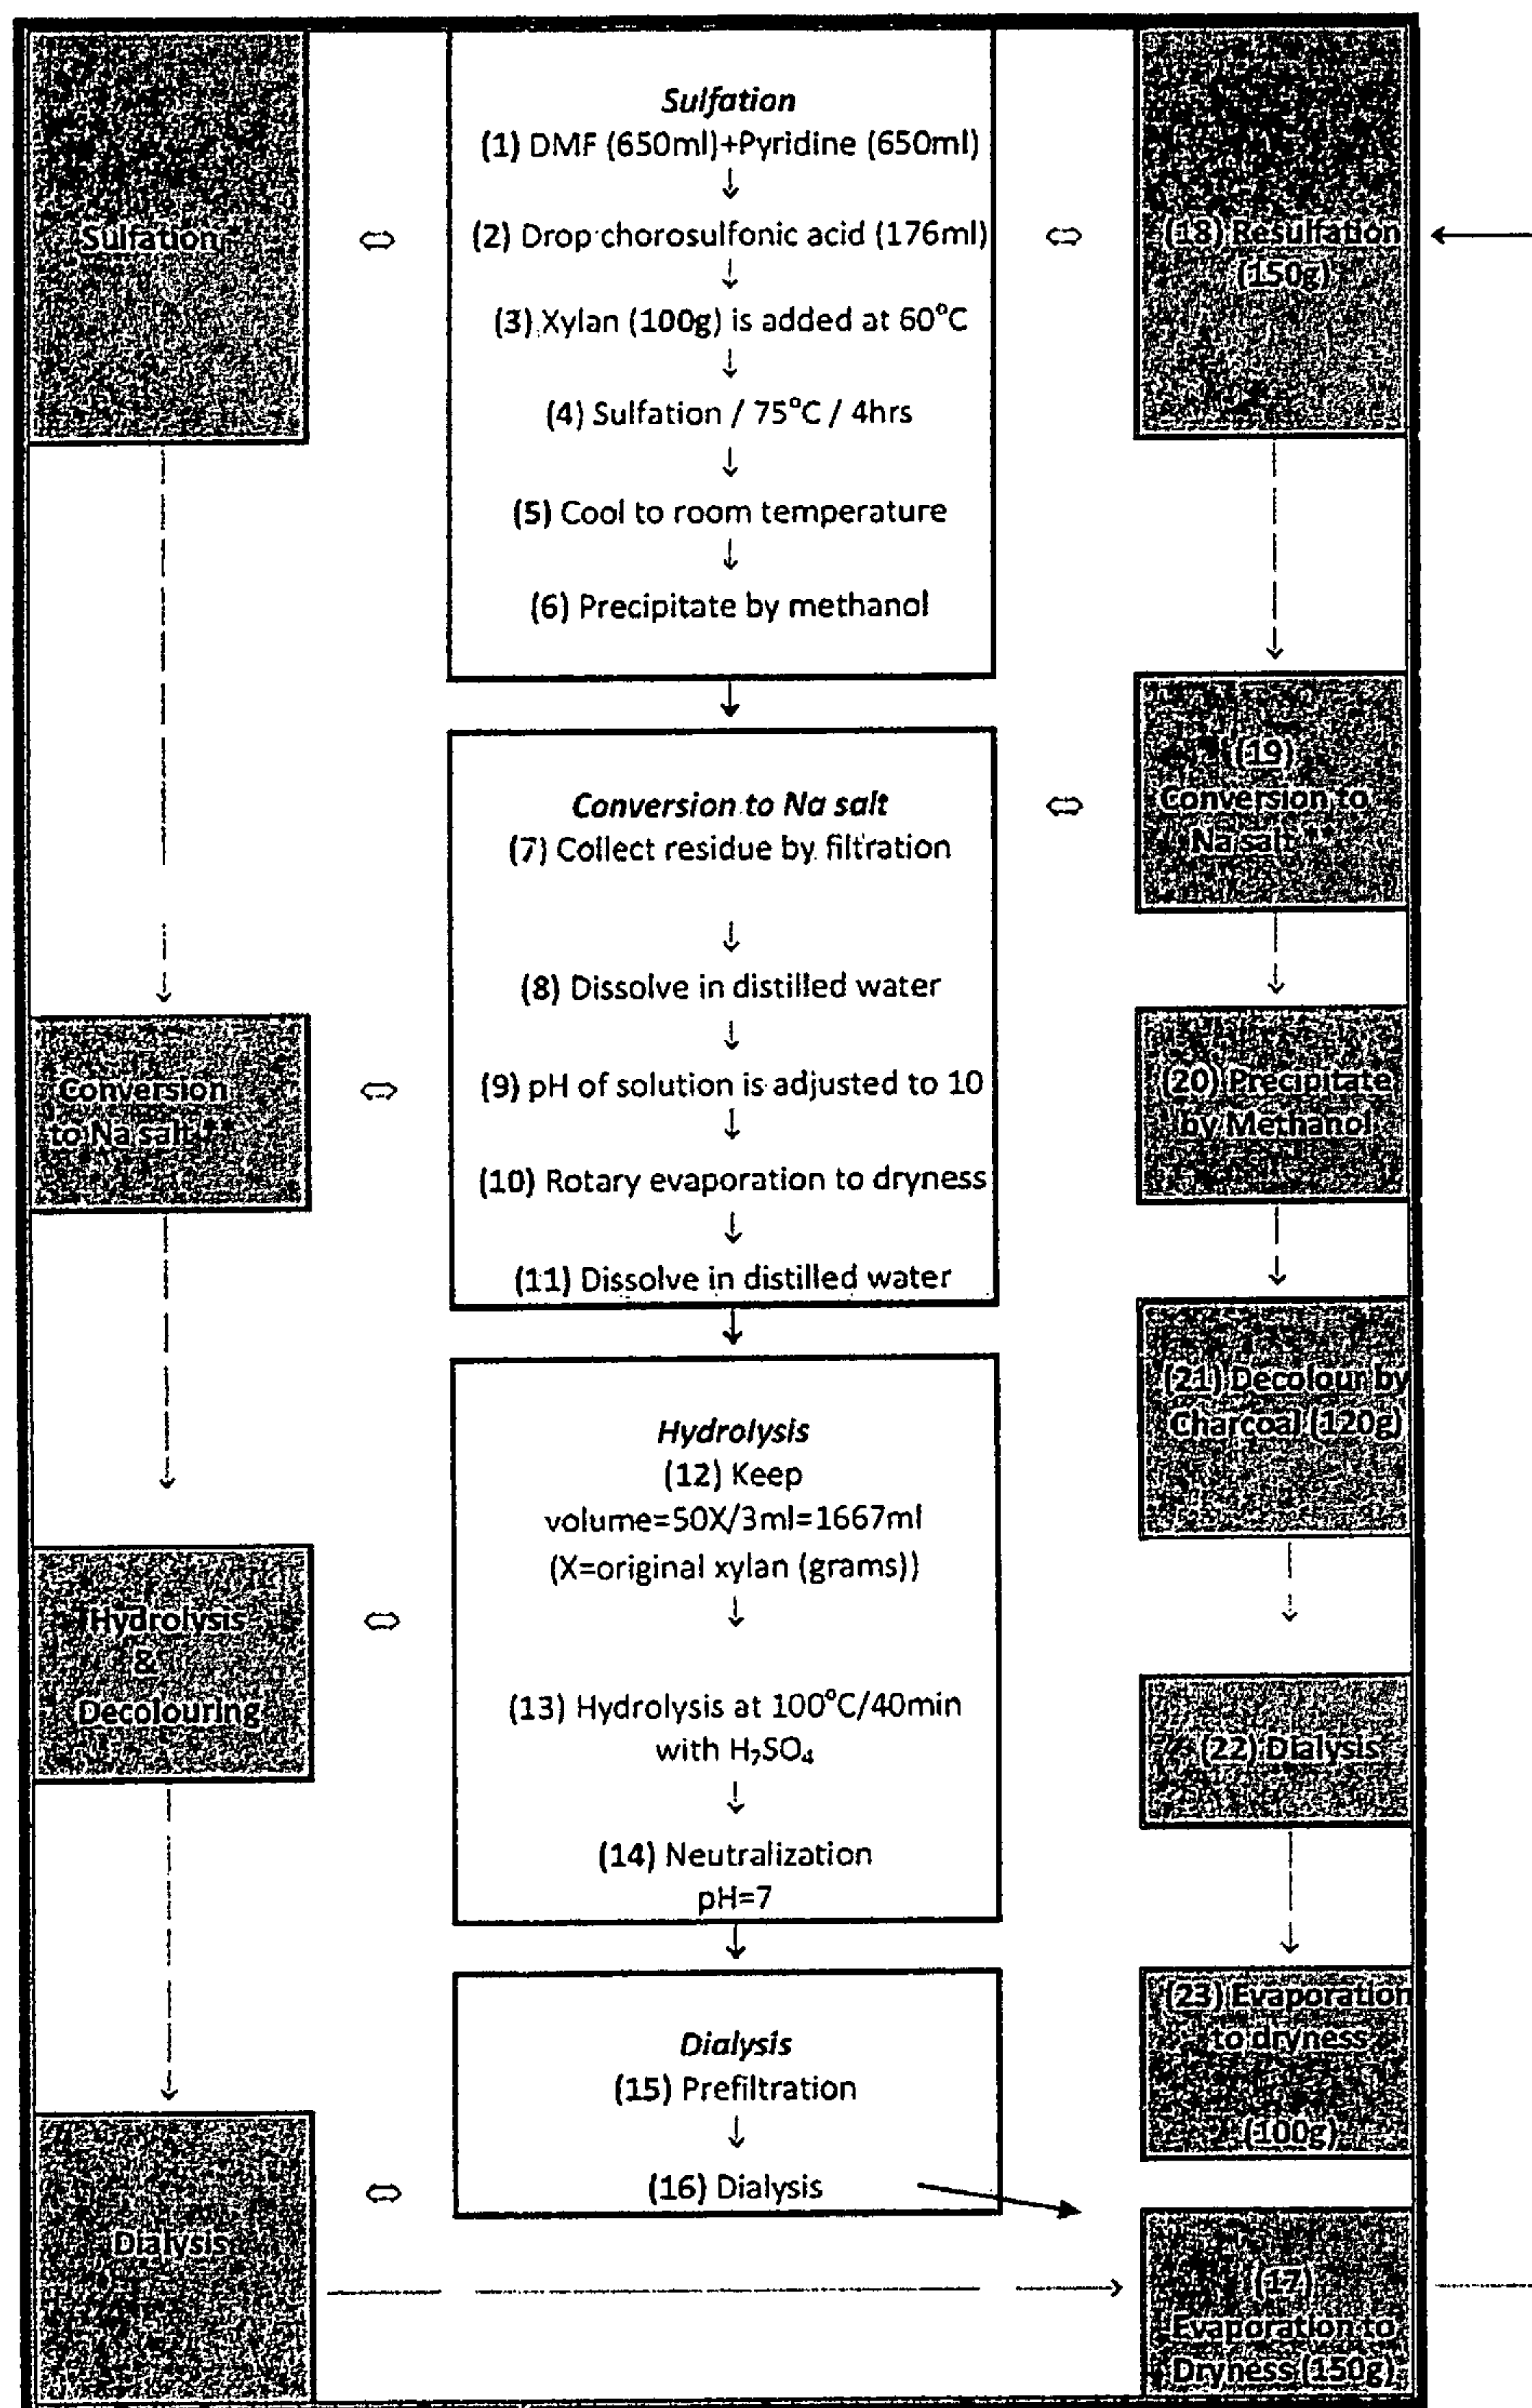 Sulfation*
Conversion
to Na salt **
Hydrolysis
&
Decolouring
Dialysis
Sulfation
(1) DMF (650ml)+Pyridine (650ml)
↓
(2) Drop chorosulfonic acid (176ml)
↓
(3) Xylan (100g) is added at 60°C
↓
(4) Sulfation / 75°C / 4hrs
↓
(5) Cool to room temperature
↓
(6) Precipitate by methanol
Conversion to Na salt
(7) Collect residue by filtration
↓
(8) Dissolve in distilled water
↓
(9) pH of solution is adjusted to 10
↓
(10) Rotary evaporation to dryness
↓
(11) Dissolve in distilled water
Hydrolysis
(12) Keep
volume=50X/3ml=1667ml
(X=original xylan (grams))
↓
(13) Hydrolysis at 100°C/40min
with H₂SO₄
↓
(14) Neutralization
pH=7
Dialysis
(15) Prefiltration
↓
(16) Dialysis
(17)
Evaporation to
Dryness (150g)
(18) Resulfation
(150g)
(19)
Conversion to
Na salt**
(20) Precipitate
by Methanol
(21) Decolour by
Charcoal (120g)
(22) Dialysis
(23) Evaporation
to dryness
(100g)